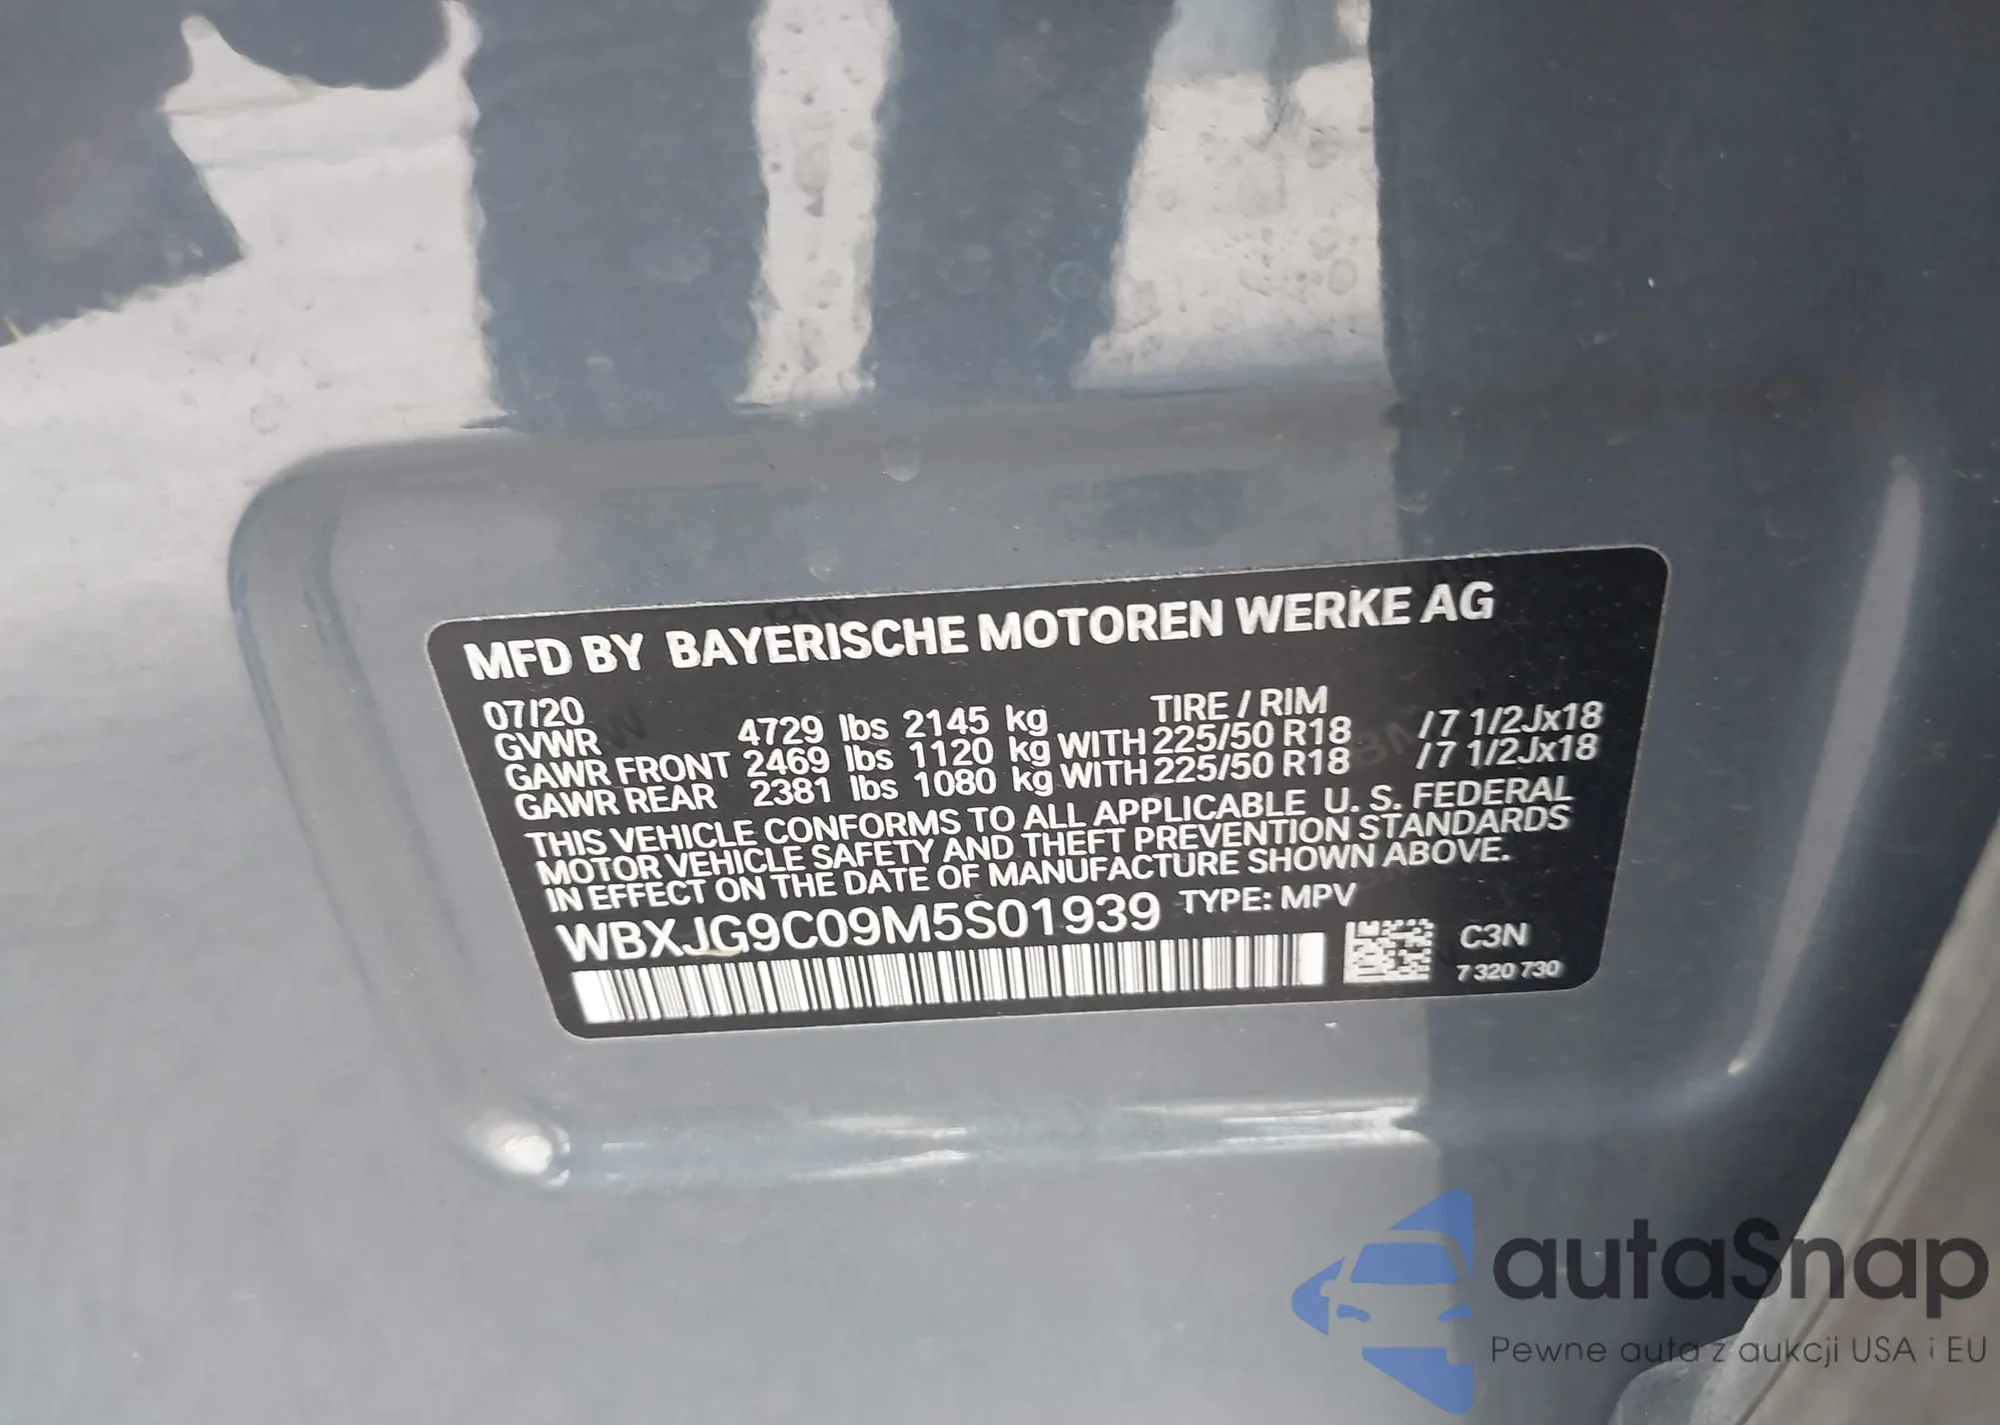 MFD BY BAYERISCHE MOTOREN WERKE AG
07/20 TIRE / RIM
GVWR 4729 lbs 2145 kg
GAWR FRONT 2469 lbs 1120 kg WITH 225/50 R18 / 7 1/2Jx18
GAWR REAR 2381 lbs 1080 kg WITH 225/50 R18 / 7 1/2Jx18
THIS VEHICLE CONFORMS TO ALL APPLICABLE U. S. FEDERAL
MOTOR VEHICLE SAFETY AND THEFT PREVENTION STANDARDS
IN EFFECT ON THE DATE OF MANUFACTURE SHOWN ABOVE.
WBXJG9C09M5S01939 TYPE: MPV
C3N
7 320 730
autaSnap
Pewne auta z aukcji USA i EU